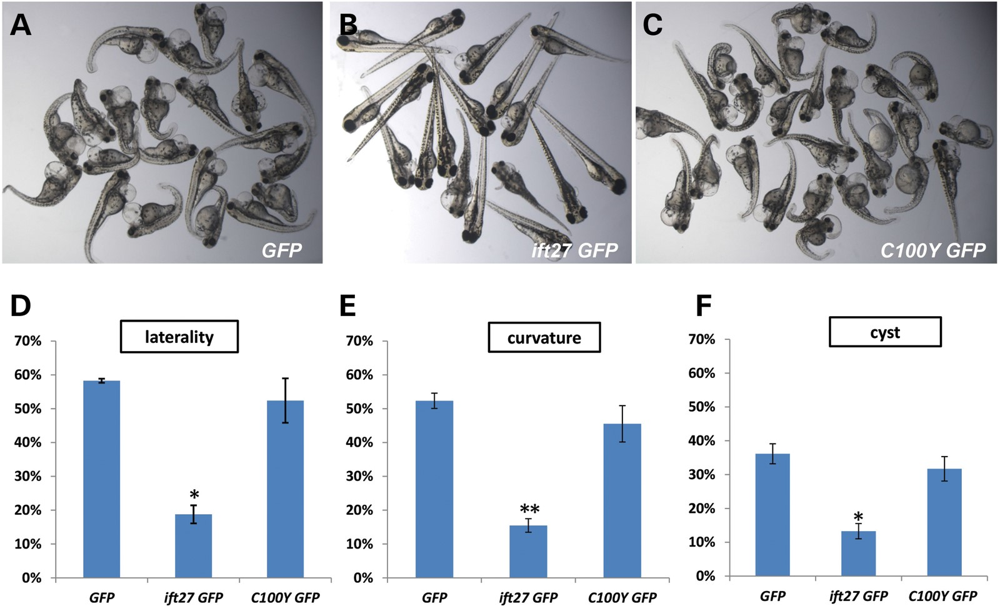 A
B
C
GFP
ift27 GFP
C100Y GFP
D
E
F
laterality
curvature
cyst
70%
60%
50%
40%
30%
20%
10%
0%
*
GFP
ift27 GFP
C100Y GFP
70%
60%
50%
40%
30%
20%
10%
0%
**
GFP
ift27 GFP
C100Y GFP
70%
60%
50%
40%
30%
20%
10%
0%
*
GFP
ift27 GFP
C100Y GFP